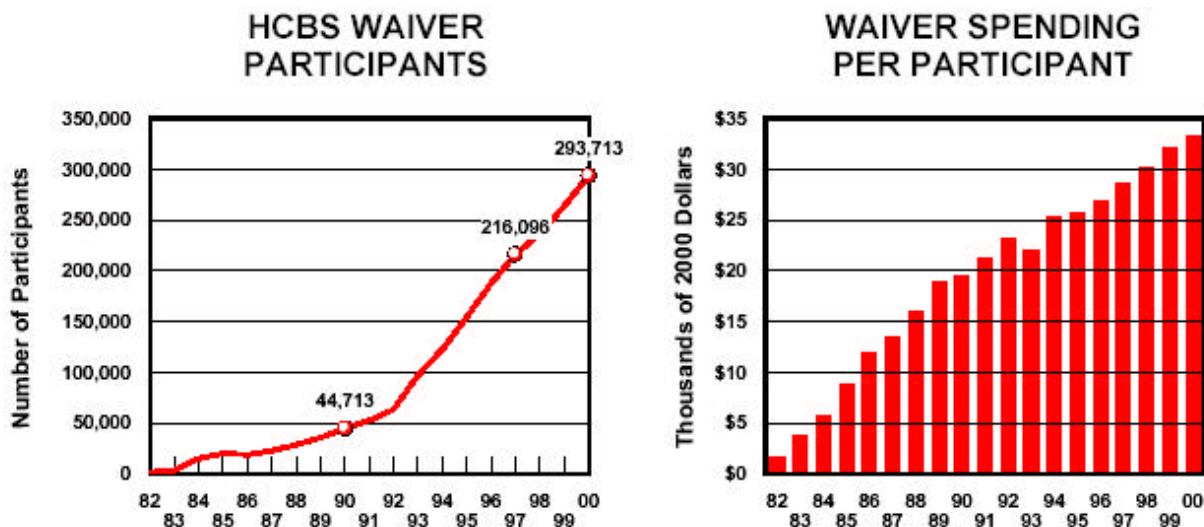 HCBS WAIVER
PARTICIPANTS
Number of Participants
350,000
300,000
250,000
200,000
150,000
100,000
50,000
0
293,713
216,096
44,713
82 84 86 88 90 92 94 96 98 00
83 85 87 89 91 93 95 97 99
WAIVER SPENDING
PER PARTICIPANT
Thousands of 2000 Dollars
$35
$30
$25
$20
$15
$10
$5
$0
82 84 86 88 90 92 94 96 98 00
83 85 87 89 91 93 95 97 99